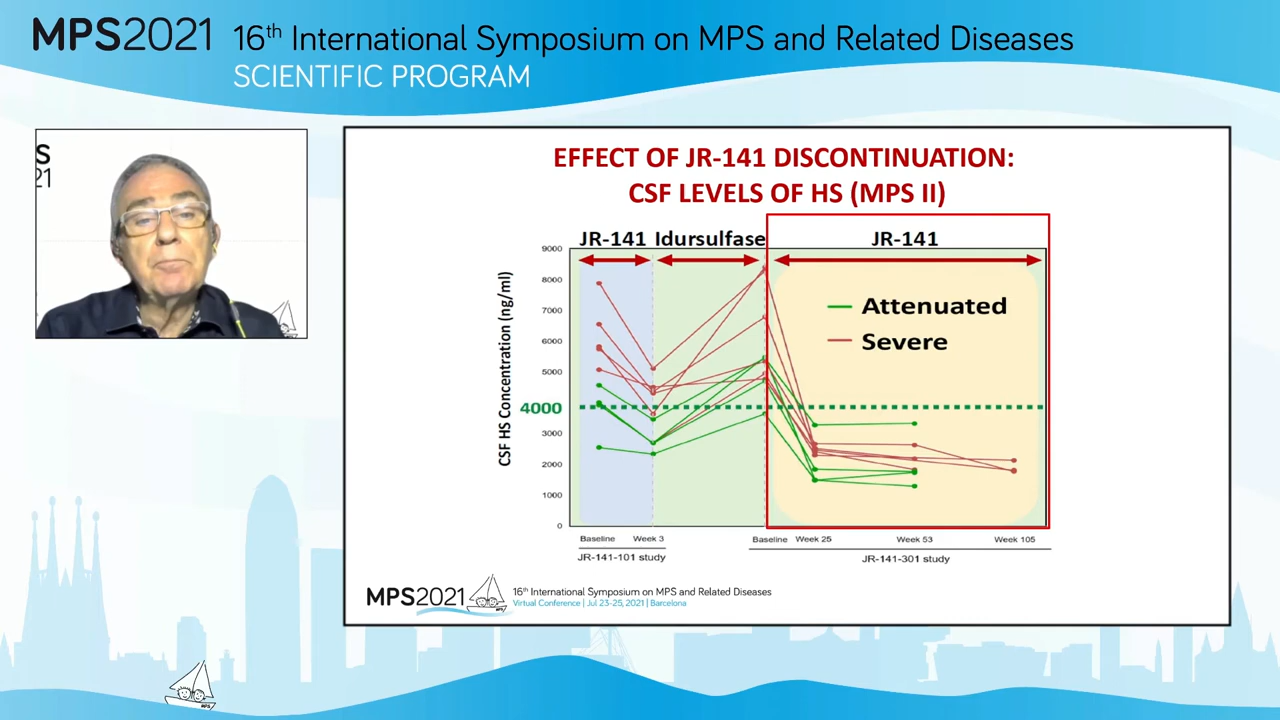 MPS2021 16th International Symposium on MPS and Related Diseases
SCIENTIFIC PROGRAM
S
21
EFFECT OF JR-141 DISCONTINUATION:
CSF LEVELS OF HS (MPS II)
JR-141 Idursulfase JR-141
CSF HS Concentration (ng/ml)
9000
8000
7000
6000
5000
4000
3000
2000
1000
0
Attenuated
Severe
Baseline Week 3 Baseline Week 25 Week 53 Week 105
JR-141-101 study JR-141-301 study
MPS2021
MPS
16th International Symposium on MPS and Related Diseases
Virtual Conference | Jul 23-25, 2021 | Barcelona
MPS